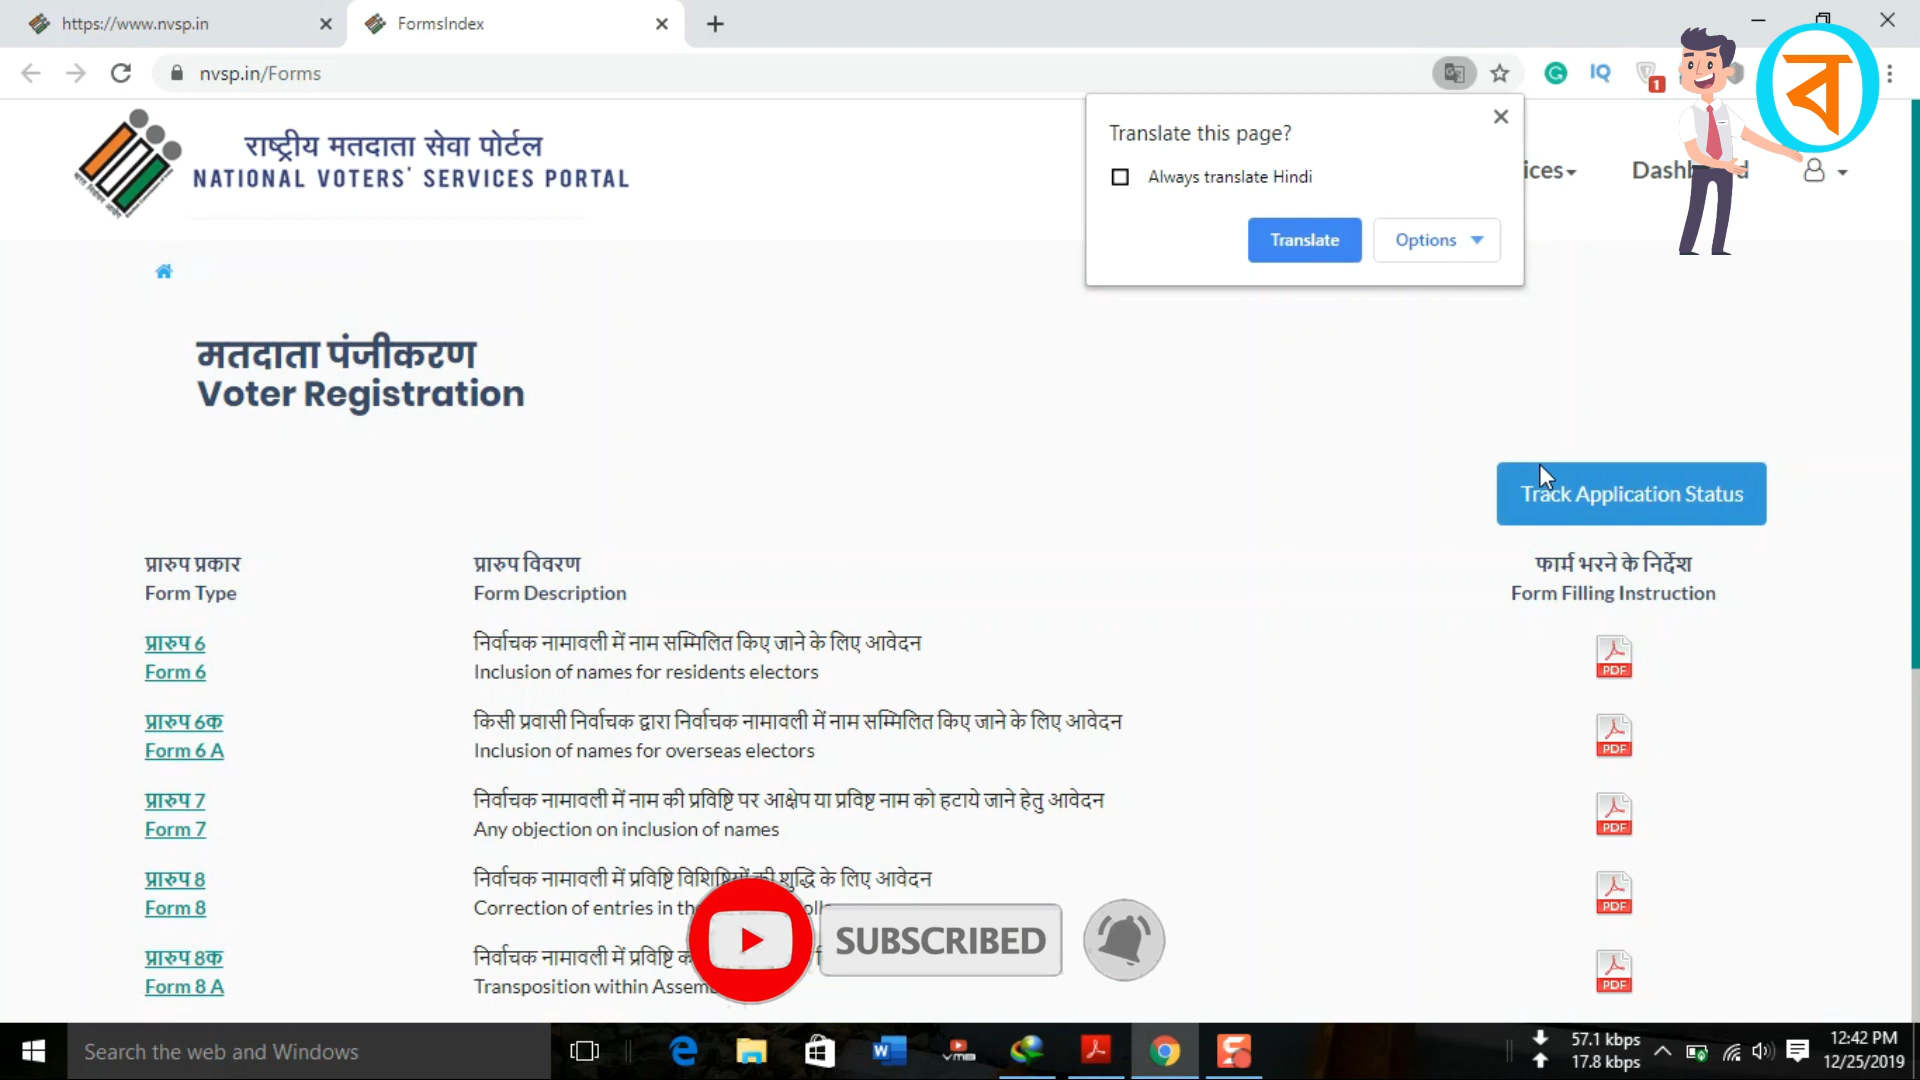 https://www.nvsp.in
FormsIndex
nvsp.in/Forms
IQ
1
Translate this page?
Always translate Hindi
Translate
Options
ब
राष्ट्रीय मतदाता सेवा पोर्टल
NATIONAL VOTERS' SERVICES PORTAL
मतदाता पंजीकरण
Voter Registration
Track Application Status
प्रारुप प्रकार
Form Type
प्रारुप विवरण
Form Description
फार्म भरने के निर्देश
Form Filling Instruction
प्रारुप 6
Form 6
निर्वाचक नामावली में नाम सम्मिलित किए जाने के लिए आवेदन
Inclusion of names for residents electors
PDF
प्रारुप 6क
Form 6 A
किसी प्रवासी निर्वाचक द्वारा निर्वाचक नामावली में नाम सम्मिलित किए जाने के लिए आवेदन
Inclusion of names for overseas electors
PDF
प्रारुप 7
Form 7
निर्वाचक नामावली में नाम की प्रविष्टि पर आक्षेप या प्रविष्ट नाम को हटाये जाने हेतु आवेदन
Any objection on inclusion of names
PDF
प्रारुप 8
Form 8
निर्वाचक नामावली में प्रविष्टि की शुद्धि के लिए आवेदन
Correction of entries in
PDF
प्रारुप 8क
Form 8 A
निर्वाचक नामावली में प्रविष्टि
Transposition within
PDF
SUBSCRIBED
Search the web and Windows
57.1 kbps
17.8 kbps
12:42 PM
12/25/2019